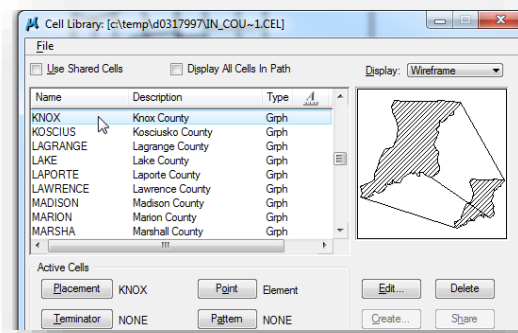 Cell Library: [c:\temp\d0317997\IN_COU~1.CEL]
File
Use Shared Cells Display All Cells In Path Display: Wireframe
Name Description Type
KNOX Knox County Grph
KOSCIUS Kosciusko County Grph
LAGRANGE Lagrange County Grph
LAKE Lake County Grph
LAPORTE Laporte County Grph
LAWRENCE Lawrence County Grph
MADISON Madison County Grph
MARION Marion County Grph
MARSHA Marshall County Grph
Active Cells
Placement KNOX Point Element Edit... Delete
Terminator NONE Pattern NONE Create... Share